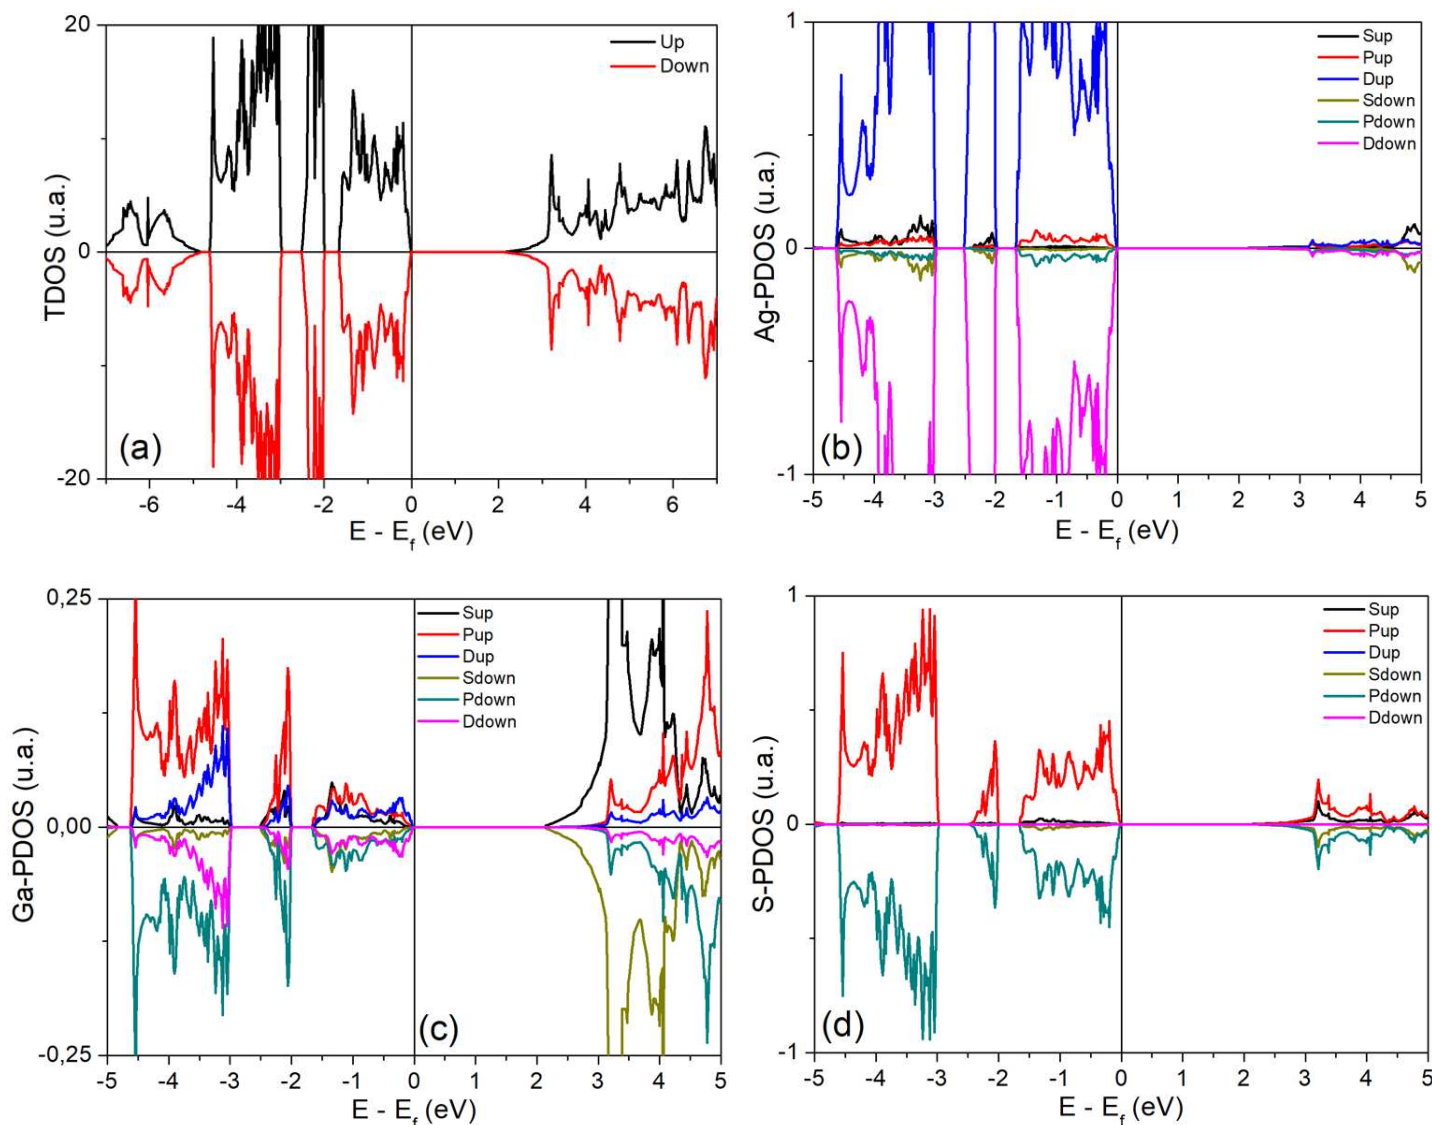 20
10
0
-20
TDOS (u.a.)
Up
Down
(a)
-6 -4 -2 0 2 4 6
E - Ef (eV)
1
0
-1
Ag-PDOS (u.a.)
Sup
Pup
Dup
Sdown
Pdown
Ddown
(b)
-5 -4 -3 -2 -1 0 1 2 3 4 5
E - Ef (eV)
0,25
0,00
-0,25
Ga-PDOS (u.a.)
Sup
Pup
Dup
Sdown
Pdown
Ddown
(c)
-5 -4 -3 -2 -1 0 1 2 3 4 5
E - Ef (eV)
1
0
-1
S-PDOS (u.a.)
Sup
Pup
Dup
Sdown
Pdown
Ddown
(d)
-5 -4 -3 -2 -1 0 1 2 3 4 5
E - Ef (eV)